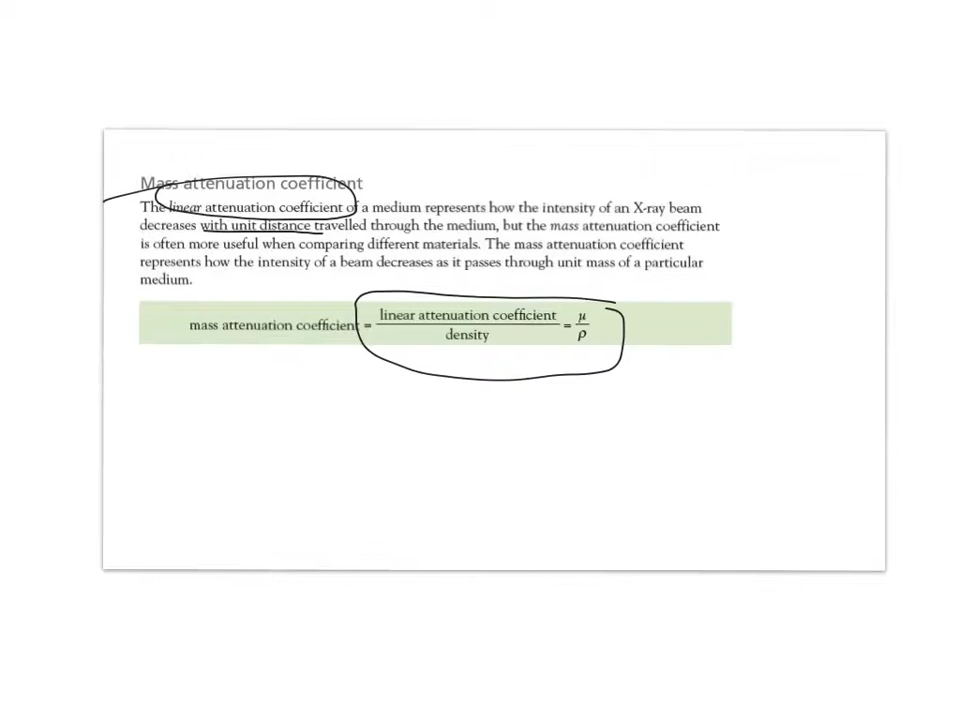 Mass attenuation coefficient
The linear attenuation coefficient of a medium represents how the intensity of an X-ray beam
decreases with unit distance travelled through the medium, but the mass attenuation coefficient
is often more useful when comparing different materials. The mass attenuation coefficient
represents how the intensity of a beam decreases as it passes through unit mass of a particular
medium.
mass attenuation coefficient = linear attenuation coefficient / density = μ / ρ